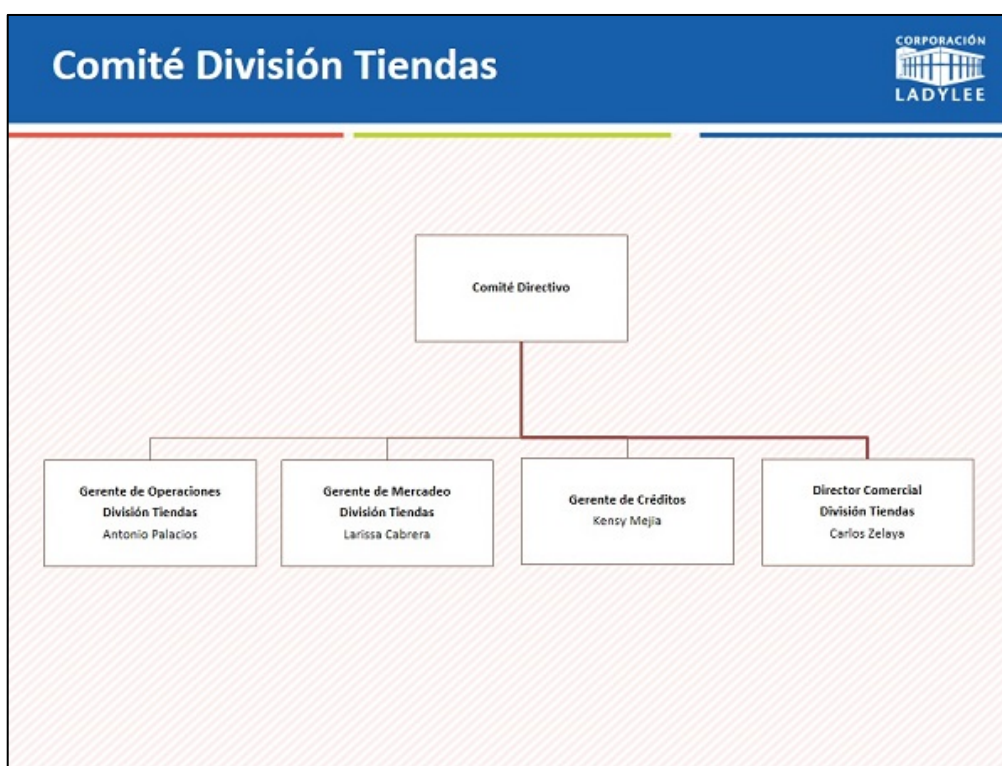 Comité División Tiendas
CORPORACIÓN
LADYLEE
Comité Directivo
Gerente de Operaciones
División Tiendas
Antonio Palacios
Gerente de Mercadeo
División Tiendas
Larissa Cabrera
Gerente de Créditos
Kensy Mejia
Director Comercial
División Tiendas
Carlos Zelaya